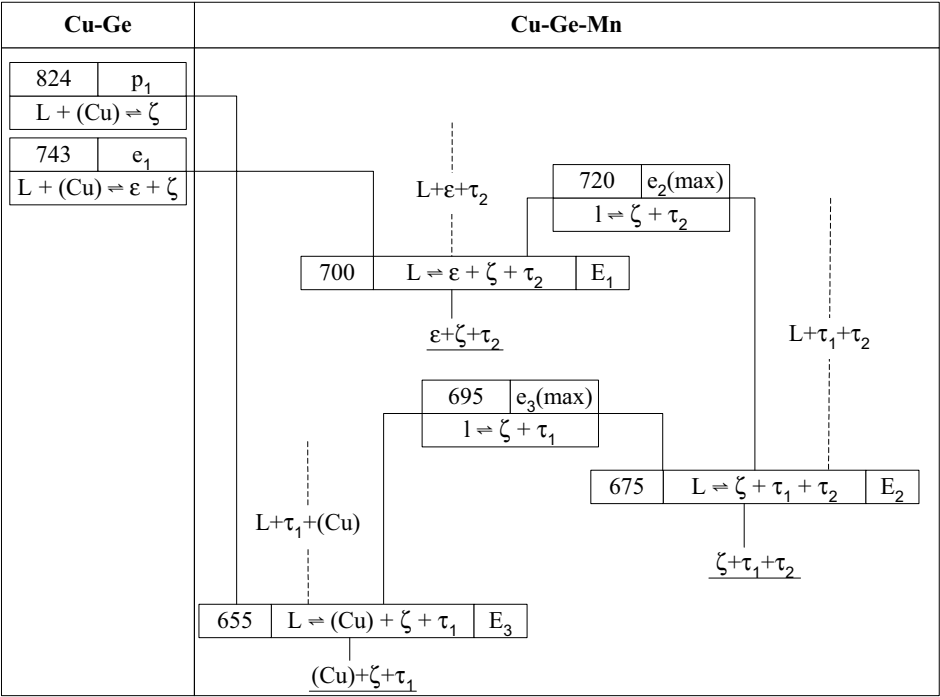 Cu-Ge
Cu-Ge-Mn
824 p₁
L + (Cu) ⇌ ζ
743 e₁
L + (Cu) ⇌ ε + ζ
L+ε+τ₂
720 e₂(max)
l ⇌ ζ + τ₂
700 L ⇌ ε + ζ + τ₂ E₁
ε+ζ+τ₂
L+τ₁+τ₂
695 e₃(max)
l ⇌ ζ + τ₁
675 L ⇌ ζ + τ₁ + τ₂ E₂
L+τ₁+(Cu)
ζ+τ₁+τ₂
655 L ⇌ (Cu) + ζ + τ₁ E₃
(Cu)+ζ+τ₁